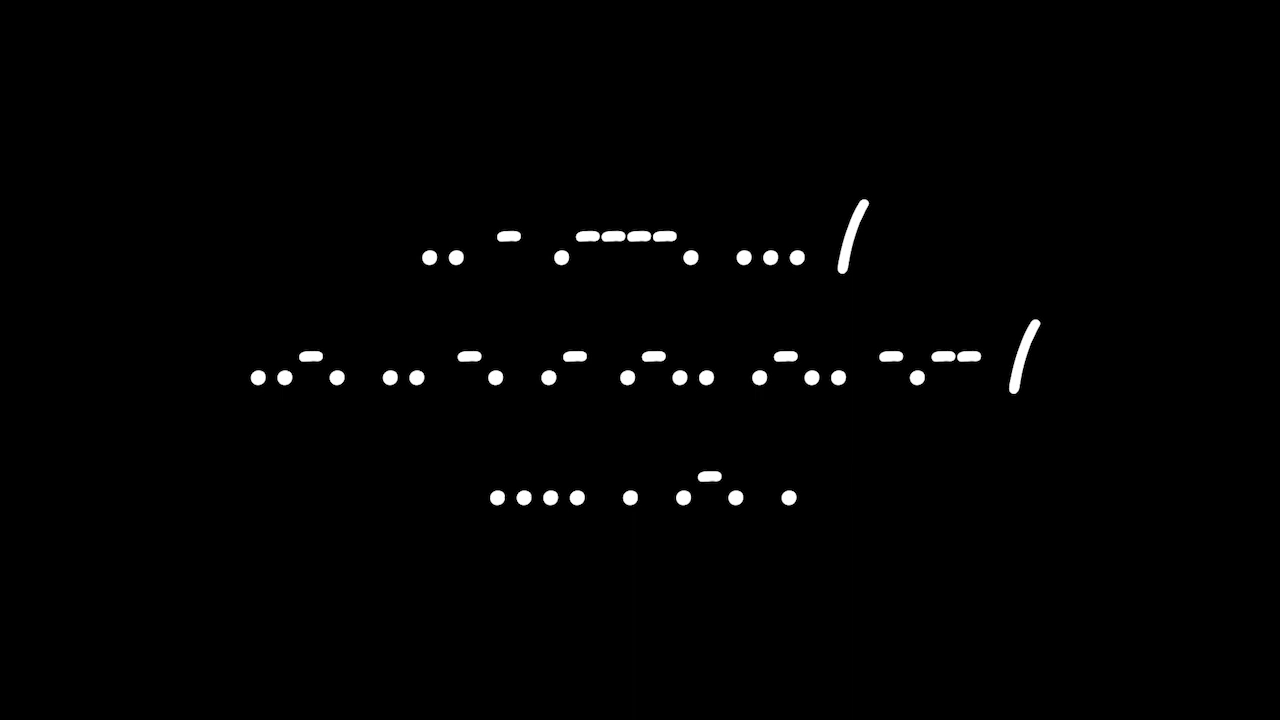 .. - .----. ... /
..-. .. -. .- .-.. .-.. -.-- /
.... . .-. .